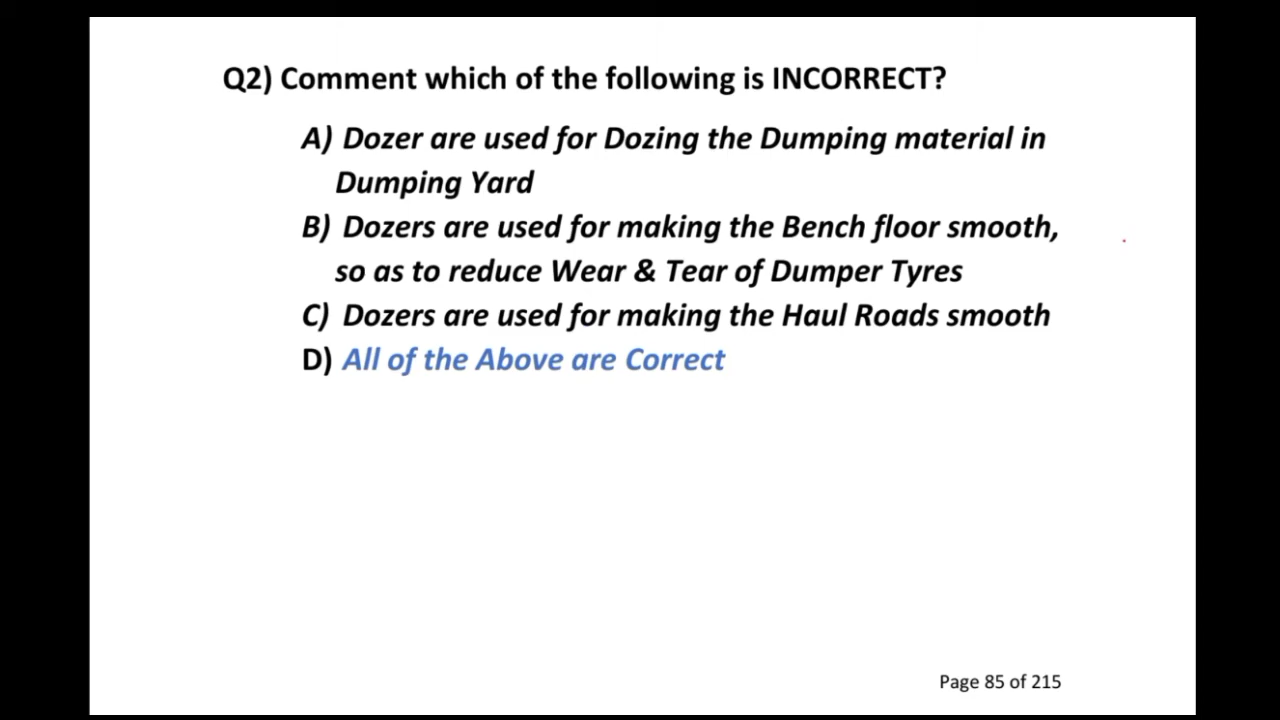 Q2) Comment which of the following is INCORRECT?
A) Dozer are used for Dozing the Dumping material in
Dumping Yard
B) Dozers are used for making the Bench floor smooth,
so as to reduce Wear & Tear of Dumper Tyres
C) Dozers are used for making the Haul Roads smooth
D) All of the Above are Correct
Page 85 of 215